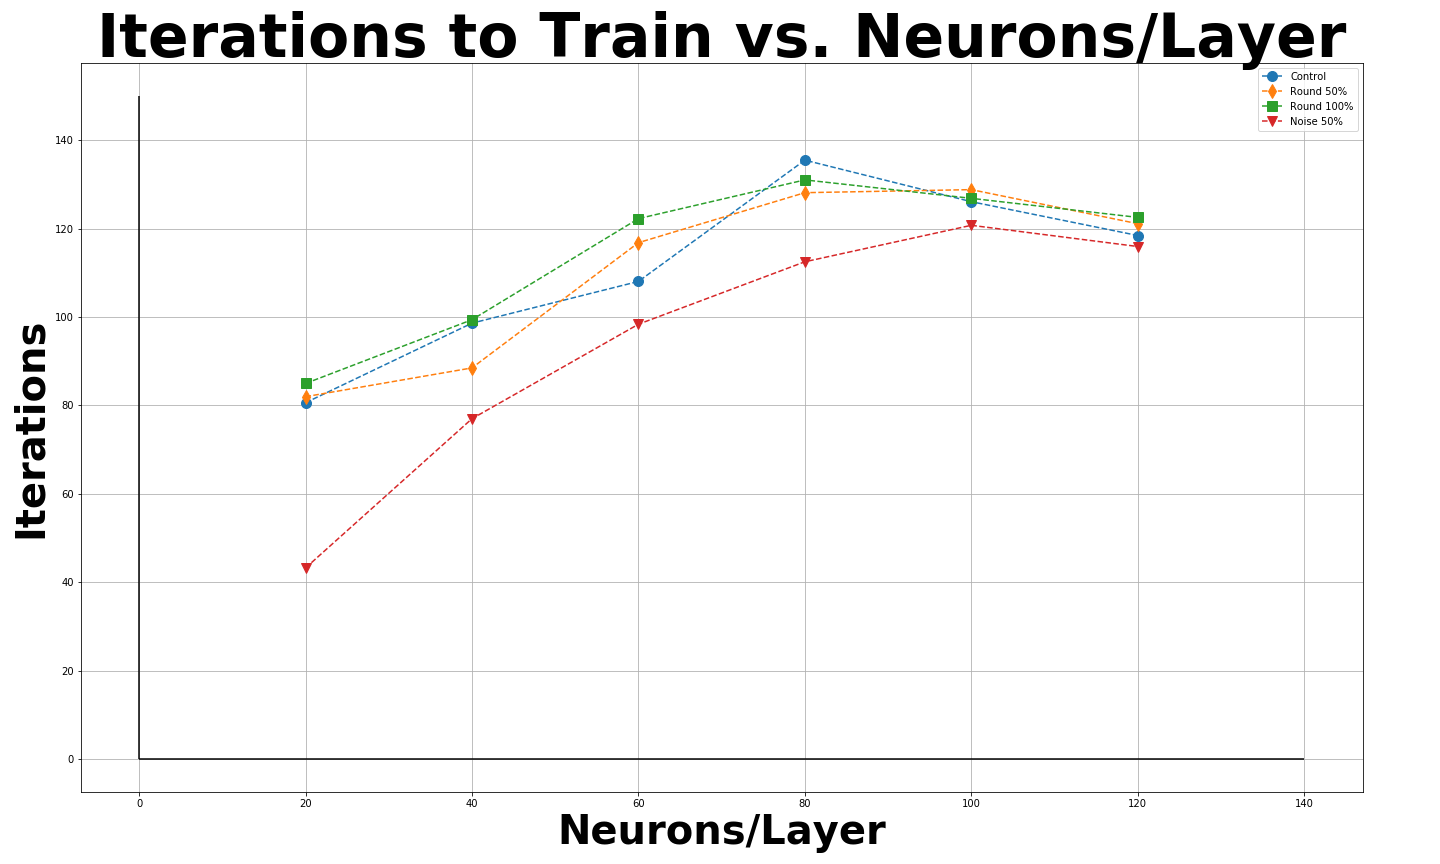 Iterations to Train vs. Neurons/Layer
Control
Round 50%
Round 100%
Noise 50%
140
120
100
80
60
40
20
0
Iterations
0 20 40 60 80 100 120 140
Neurons/Layer